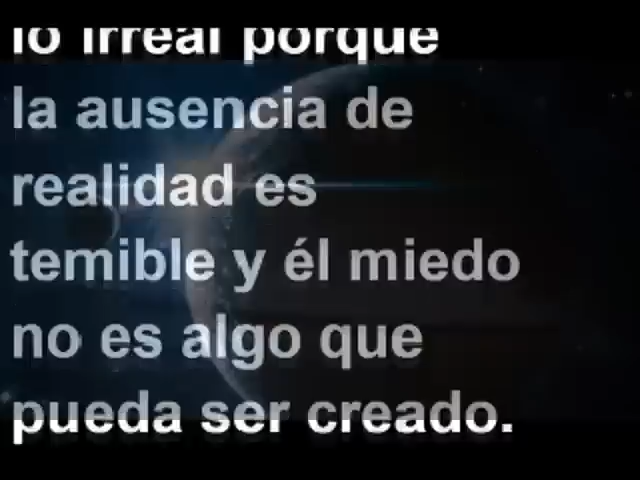 lo irreal porque
la ausencia de
realidad es
temible y él miedo
no es algo que
pueda ser creado.